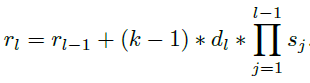 r_l = r_{l-1} + (k - 1) * d_l * \prod_{j=1}^{l-1} s_j.